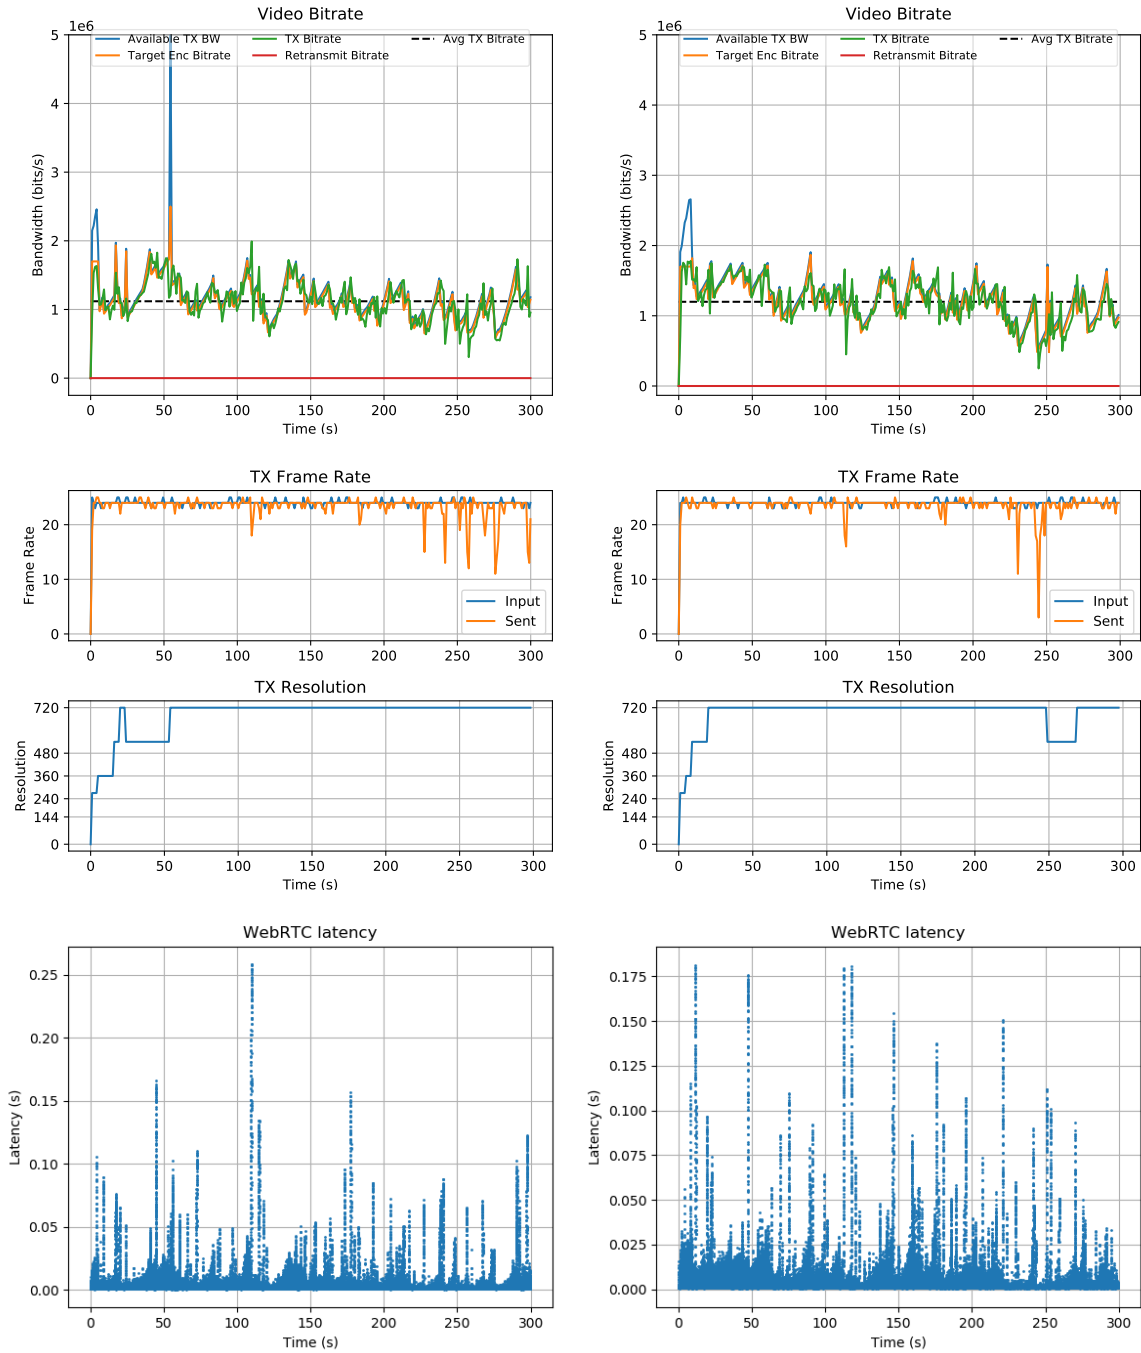 Video Bitrate
1e6
Available TX BW
Target Enc Bitrate
TX Bitrate
Retransmit Bitrate
Avg TX Bitrate
5
4
3
2
1
0
Bandwidth (bits/s)
0 50 100 150 200 250 300
Time (s)
Video Bitrate
1e6
Available TX BW
Target Enc Bitrate
TX Bitrate
Retransmit Bitrate
Avg TX Bitrate
5
4
3
2
1
0
Bandwidth (bits/s)
0 50 100 150 200 250 300
Time (s)
TX Frame Rate
20
10
0
Frame Rate
Input
Sent
0 50 100 150 200 250 300
TX Frame Rate
20
10
0
Frame Rate
Input
Sent
0 50 100 150 200 250 300
TX Resolution
720
480
360
240
144
0
Resolution
0 50 100 150 200 250 300
Time (s)
TX Resolution
720
480
360
240
144
0
Resolution
0 50 100 150 200 250 300
Time (s)
WebRTC latency
0.25
0.20
0.15
0.10
0.05
0.00
Latency (s)
0 50 100 150 200 250 300
Time (s)
WebRTC latency
0.175
0.150
0.125
0.100
0.075
0.050
0.025
0.000
Latency (s)
0 50 100 150 200 250 300
Time (s)